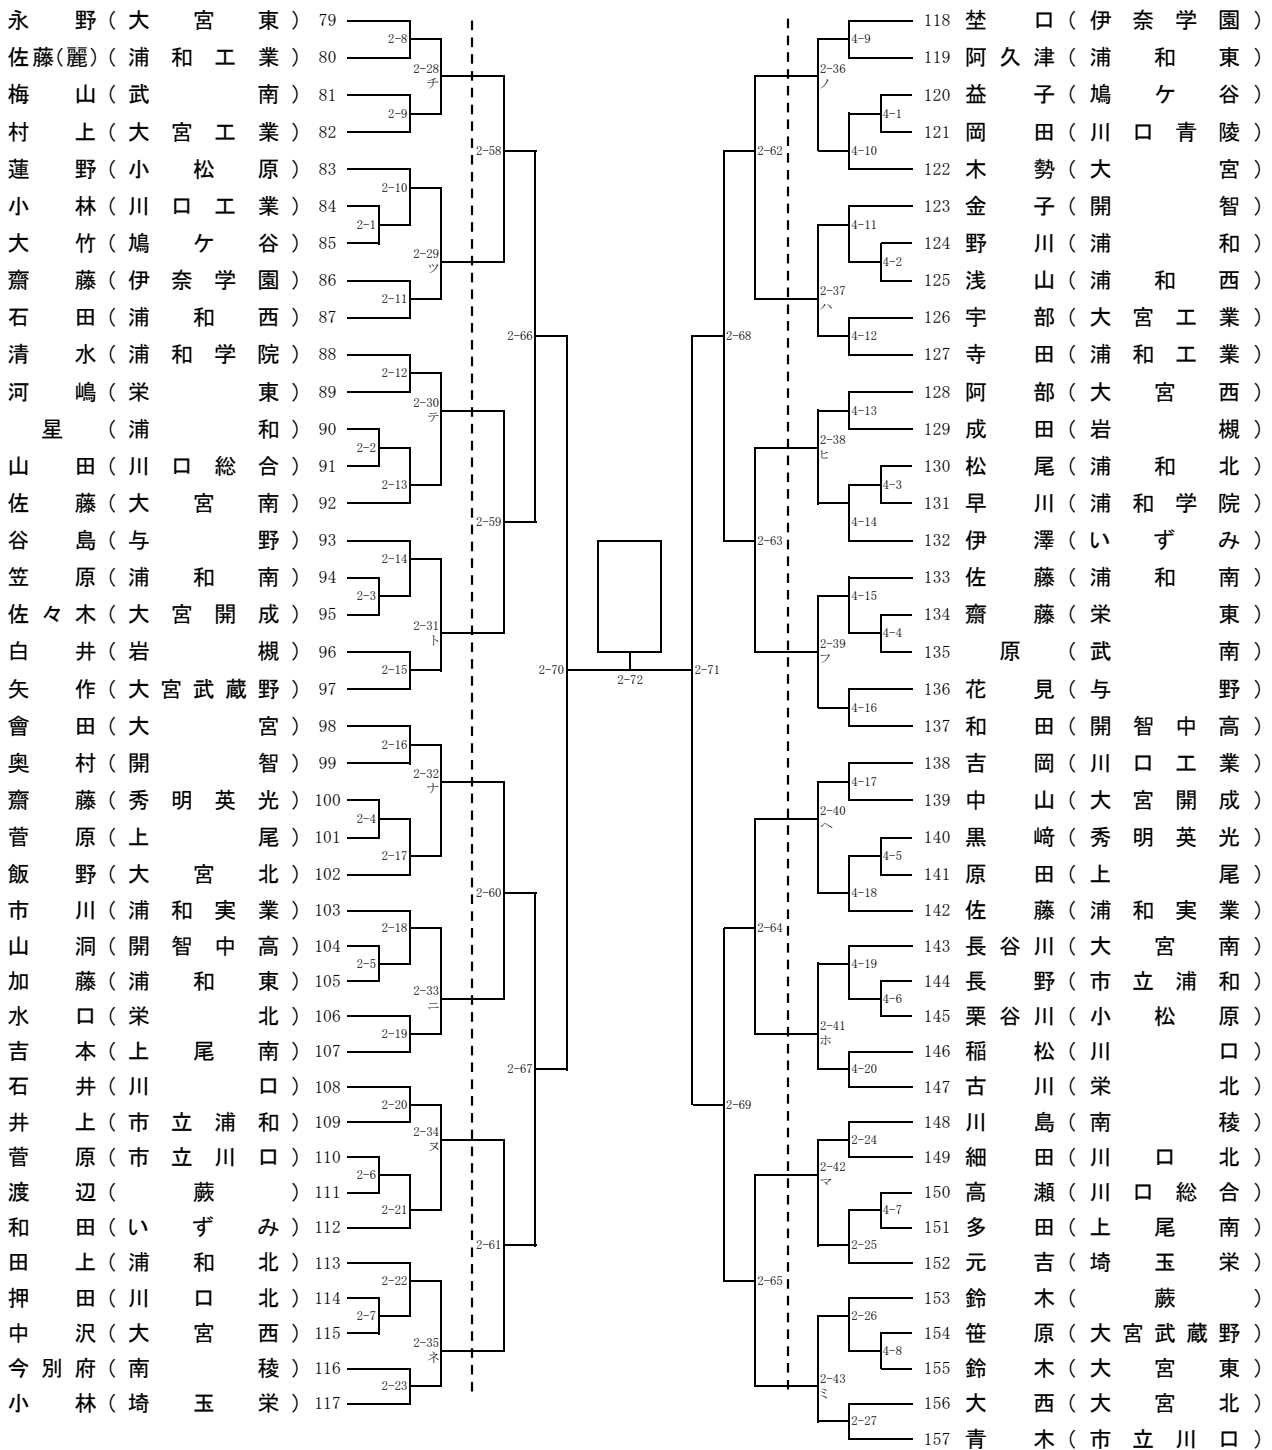 永野（大宮東）79
佐藤(麗)（浦和工業）80
梅山（武南）81
村上（大宮工業）82
蓮野（小松原）83
小林（川口工業）84
大竹（鳩ケ谷）85
齋藤（伊奈学園）86
石田（浦和西）87
清水（浦和学院）88
河嶋（栄東）89
星（浦和）90
山田（川口総合）91
佐藤（大宮南）92
谷島（与野）93
笠原（浦和南）94
佐々木（大宮開成）95
白井（岩槻）96
矢作（大宮武蔵野）97
會田（大宮）98
奥村（開智）99
齋藤（秀明英光）100
菅原（上尾）101
飯野（大宮北）102
市川（浦和実業）103
山洞（開智中高）104
加藤（浦和東）105
水口（栄北）106
吉本（上尾南）107
石井（川口）108
井上（市立浦和）109
菅原（市立川口）110
渡辺（蕨）111
和田（いずみ）112
田上（浦和北）113
押田（川口北）114
中沢（大宮西）115
今別府（南稜）116
小林（埼玉栄）117
2-1
2-2
2-3
2-4
2-5
2-6
2-7
2-8
2-9
2-10
2-11
2-12
2-13
2-14
2-15
2-16
2-17
2-18
2-19
2-20
2-21
2-22
2-23
2-28
チ
2-29
ツ
2-30
テ
2-31
ト
2-32
ナ
2-33
ニ
2-34
ヌ
2-35
ネ
2-58
2-59
2-60
2-61
2-66
2-67
2-70
2-72
2-71
2-68
2-69
2-62
2-63
2-64
2-65
2-36
ノ
2-37
ハ
2-38
ヒ
2-39
フ
2-40
ヘ
2-41
ホ
2-42
マ
2-43
ミ
4-9
4-10
4-11
4-12
4-13
4-14
4-15
4-16
4-17
4-18
4-19
4-20
2-24
2-25
2-26
2-27
4-1
4-2
4-3
4-4
4-5
4-6
4-7
4-8
118 埜口（伊奈学園）
119 阿久津（浦和東）
120 益子（鳩ケ谷）
121 岡田（川口青陵）
122 木勢（大宮）
123 金子（開智）
124 野川（浦和）
125 浅山（浦和西）
126 宇部（大宮工業）
127 寺田（浦和工業）
128 阿部（大宮西）
129 成田（岩槻）
130 松尾（浦和北）
131 早川（浦和学院）
132 伊澤（いずみ）
133 佐藤（浦和南）
134 齋藤（栄東）
135 原（武南）
136 花見（与野）
137 和田（開智中高）
138 吉岡（川口工業）
139 中山（大宮開成）
140 黒﨑（秀明英光）
141 原田（上尾）
142 佐藤（浦和実業）
143 長谷川（大宮南）
144 長野（市立浦和）
145 栗谷川（小松原）
146 稲松（川口）
147 古川（栄北）
148 川島（南稜）
149 細田（川口北）
150 高瀬（川口総合）
151 多田（上尾南）
152 元吉（埼玉栄）
153 鈴木（蕨）
154 笹原（大宮武蔵野）
155 鈴木（大宮東）
156 大西（大宮北）
157 青木（市立川口）